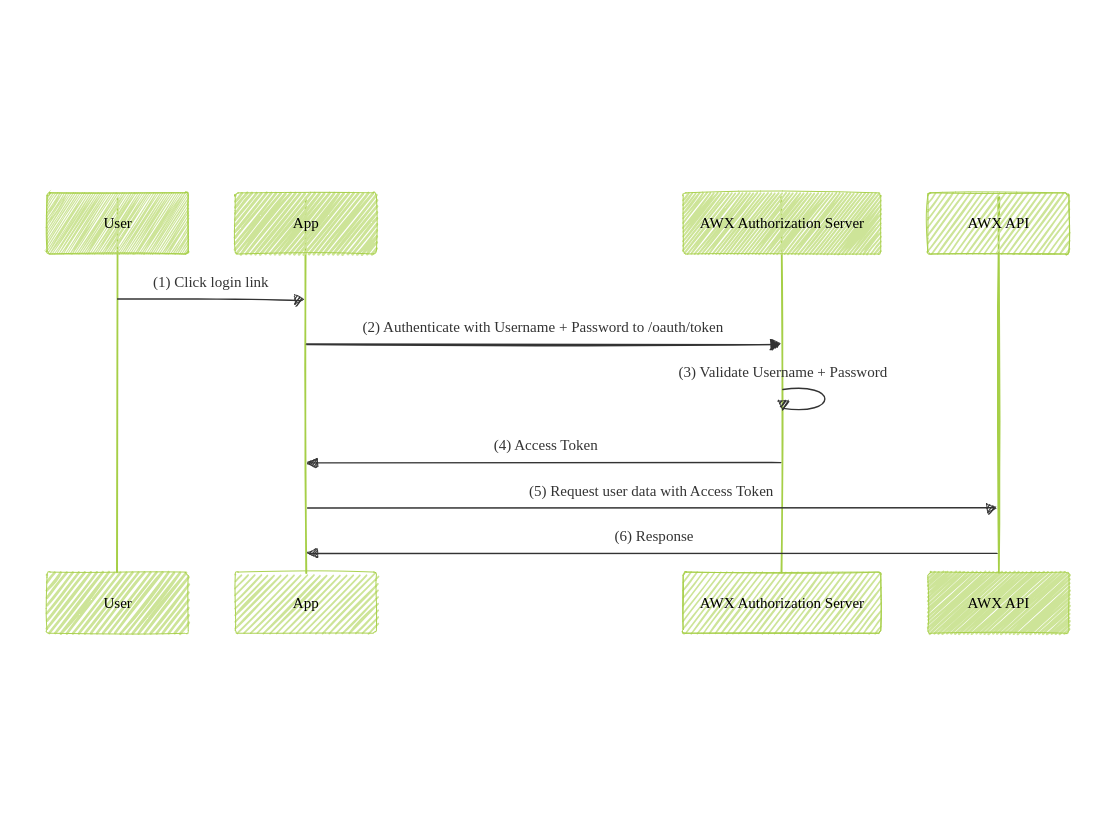 User
App
AWX Authorization Server
AWX API
(1) Click login link
(2) Authenticate with Username + Password to /oauth/token
(3) Validate Username + Password
(4) Access Token
(5) Request user data with Access Token
(6) Response
User
App
AWX Authorization Server
AWX API